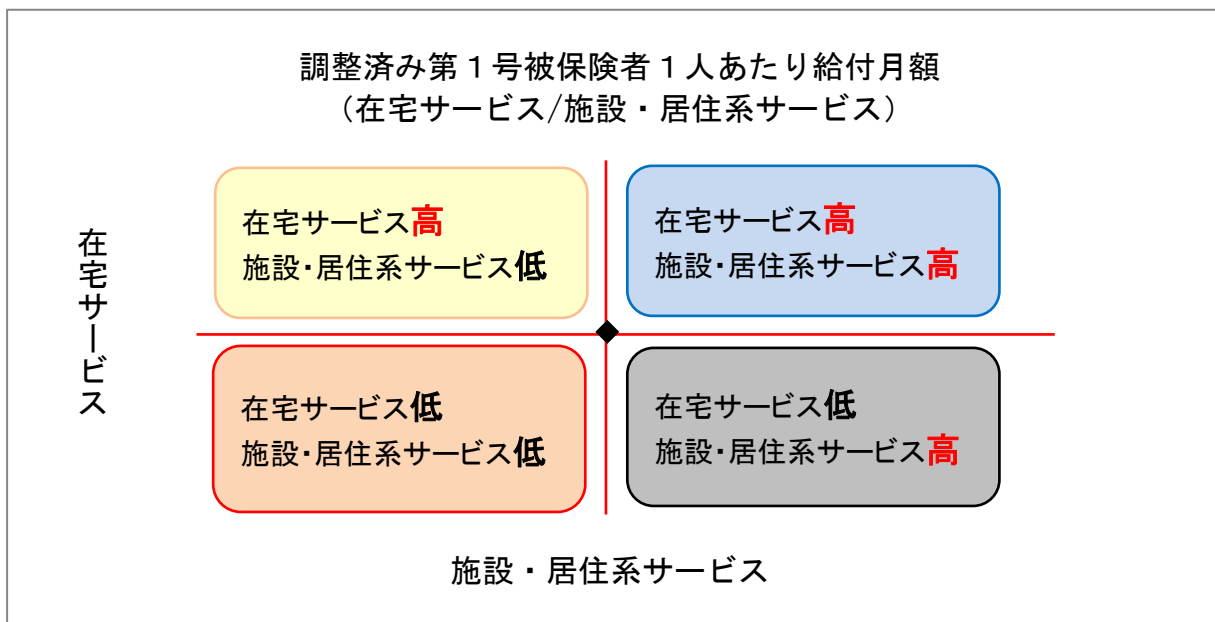 調整済み第1号被保険者1人あたり給付月額
（在宅サービス/施設・居住系サービス）
在宅サービス
在宅サービス高
施設･居住系サービス低
在宅サービス高
施設･居住系サービス高
在宅サービス低
施設･居住系サービス低
在宅サービス低
施設･居住系サービス高
施設・居住系サービス